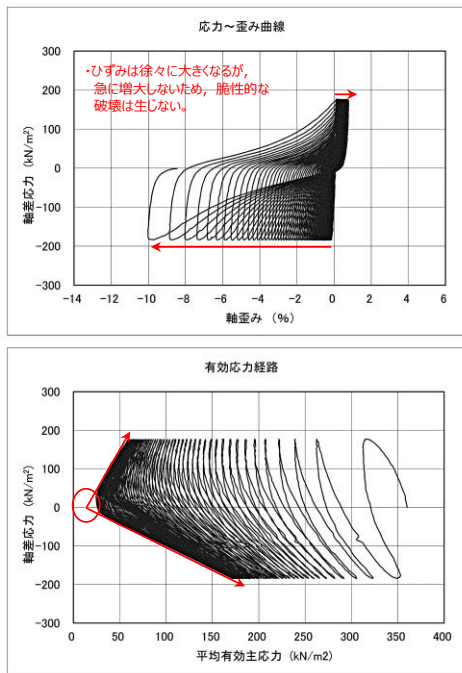 応力～歪み曲線
・ひずみは徐々に大きくなるが,
急に増大しないため, 脆性的な
破壊は生じない。
軸差応力 (kN/m²)
300
200
100
0
−100
−200
−300
−14 −12 −10 −8 −6 −4 −2 0 2 4 6
軸歪み (%)
有効応力経路
軸差応力 (kN/m²)
300
200
100
0
−100
−200
−300
0 50 100 150 200 250 300 350 400
平均有効主応力 (kN/m2)